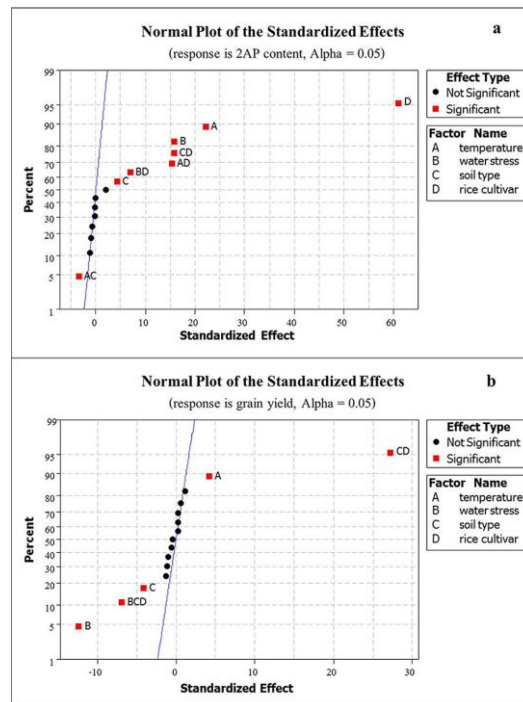 Normal Plot of the Standardized Effects
a
(response is 2AP content, Alpha = 0.05)
99
95
90
80
70
60
50
40
30
20
10
5
1
Percent
D
A
B
CD
AD
BD
C
AC
0
10
20
30
40
50
60
Standardized Effect
Effect Type
Not Significant
Significant
Factor Name
A temperature
B water stress
C soil type
D rice cultivar
Normal Plot of the Standardized Effects
b
(response is grain yield, Alpha = 0.05)
99
95
90
80
70
60
50
40
30
20
10
5
1
Percent
CD
A
C
BCD
B
-10
0
10
20
30
Standardized Effect
Effect Type
Not Significant
Significant
Factor Name
A temperature
B water stress
C soil type
D rice cultivar